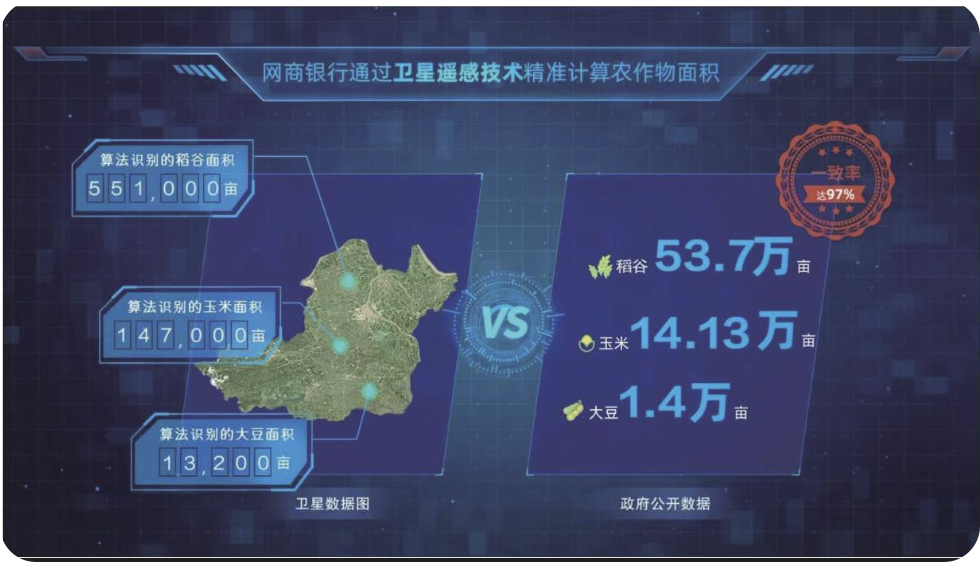 网商银行通过卫星遥感技术精准计算农作物面积
算法识别的稻谷面积
551,000亩
算法识别的玉米面积
147,000亩
算法识别的大豆面积
13,200亩
卫星数据图
VS
一致率
达97%
稻谷 53.7万亩
玉米 14.13万亩
大豆 1.4万亩
政府公开数据